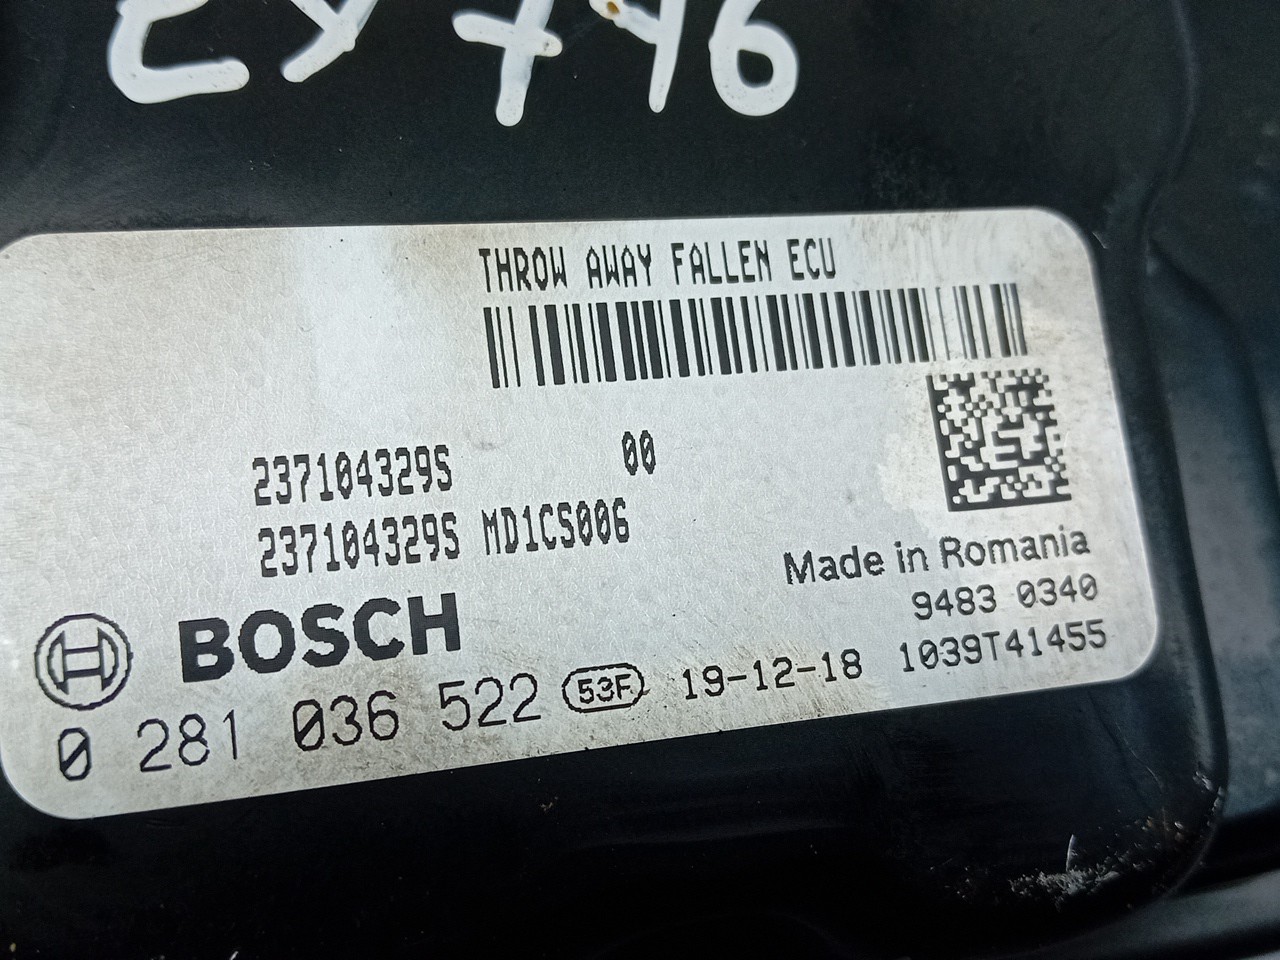 EY746
THROW AWAY FALLEN ECU
237104329S 00
237104329S MD1CS006
Made in Romania
9483 0340
BOSCH
0 281 036 522 53F 19-12-18 1039T41455